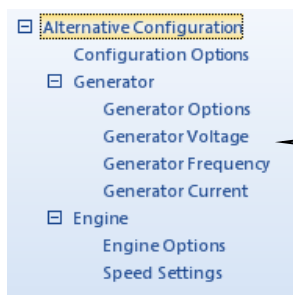 Alternative Configuration
Configuration Options
Generator
Generator Options
Generator Voltage
Generator Frequency
Generator Current
Engine
Engine Options
Speed Settings